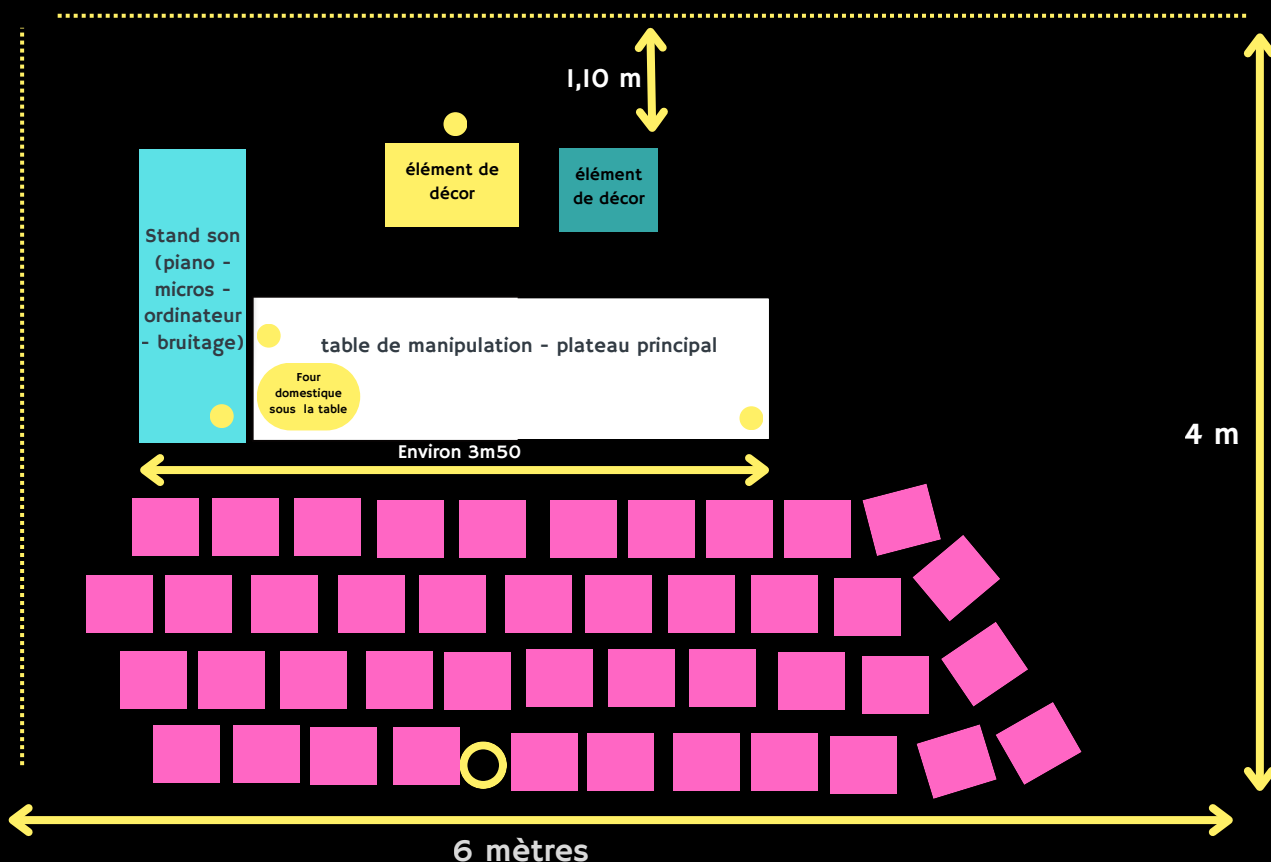 1,10 m
élément de
décor
élément
de décor
Stand son
(piano -
micros -
ordinateur
- bruitage)
table de manipulation - plateau principal
Four
domestique
sous la table
Environ 3m50
4 m
6 mètres